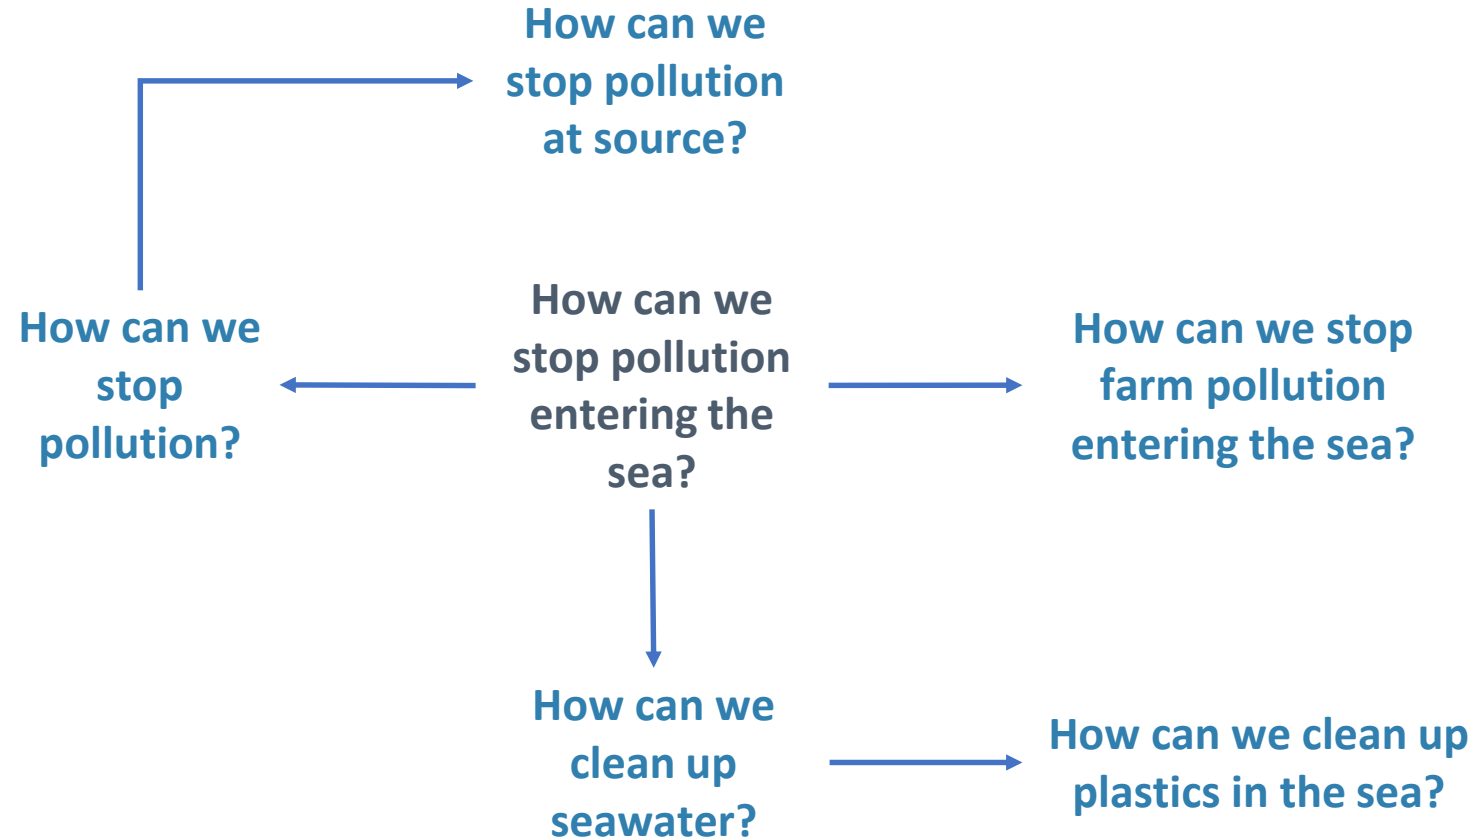 How can we
stop pollution
at source?
How can we
stop
pollution?
How can we
stop pollution
entering the
sea?
How can we stop
farm pollution
entering the sea?
How can we
clean up
seawater?
How can we clean up
plastics in the sea?